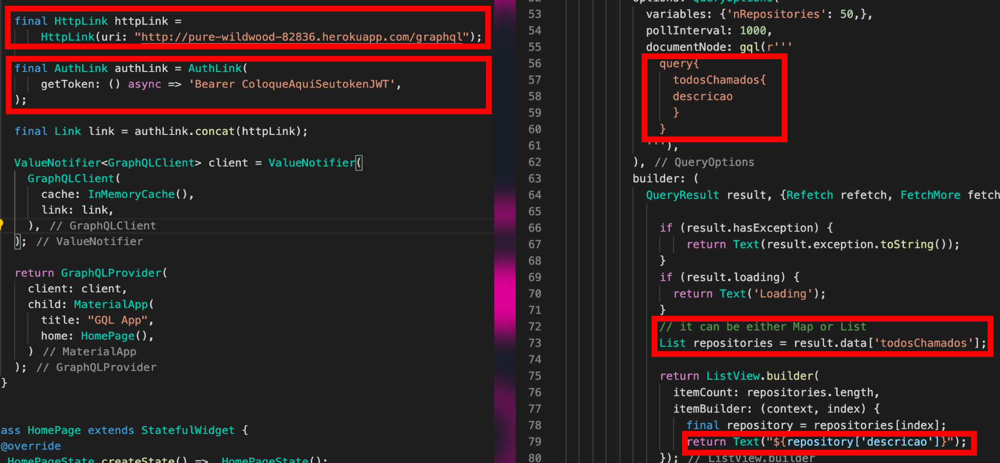 final HttpLink httpLink =
HttpLink(uri: "http://pure-wildwood-82836.herokuapp.com/graphql");
final AuthLink authLink = AuthLink(
getToken: () async => 'Bearer ColoqueAquiSeutokenJWT',
);
final Link link = authLink.concat(httpLink);
ValueNotifier<GraphQLClient> client = ValueNotifier(
GraphQLClient(
cache: InMemoryCache(),
link: link,
), // GraphQLClient
); // ValueNotifier
return GraphQLProvider(
client: client,
child: MaterialApp(
title: "GQL App",
home: HomePage(),
) // MaterialApp
); // GraphQLProvider
}
ass HomePage extends StatefulWidget {
@override
HomePageState createState() => _HomePageState();
52 options: QueryOptions(
53 variables: {'nRepositories': 50,},
54 pollInterval: 1000,
55 documentNode: gql(r'''
56 query{
57 todosChamados{
58 descricao
59 }
60 }
61 '''),
62 ), // QueryOptions
63 builder: (
64 QueryResult result, {Refetch refetch, FetchMore fetch
65
66 if (result.hasException) {
67 return Text(result.exception.toString());
68 }
69 if (result.loading) {
70 return Text('Loading');
71 }
72 // it can be either Map or List
73 List repositories = result.data['todosChamados'];
74
75 return ListView.builder(
76 itemCount: repositories.length,
77 itemBuilder: (context, index) {
78 final repository = repositories[index];
79 return Text("${repository['descricao']}");
80 }); // ListView.builder